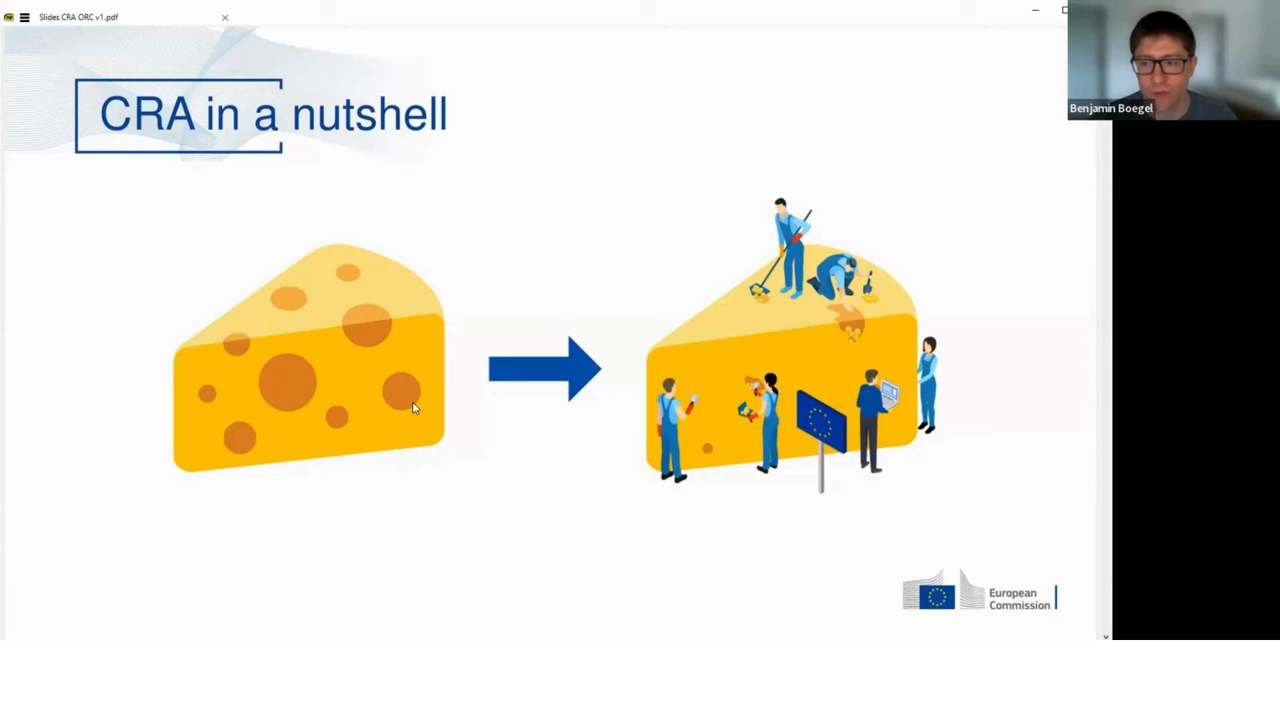 Slides CRA ORC v1.pdf
Benjamin Boegel
CRA in a nutshell
European
Commission